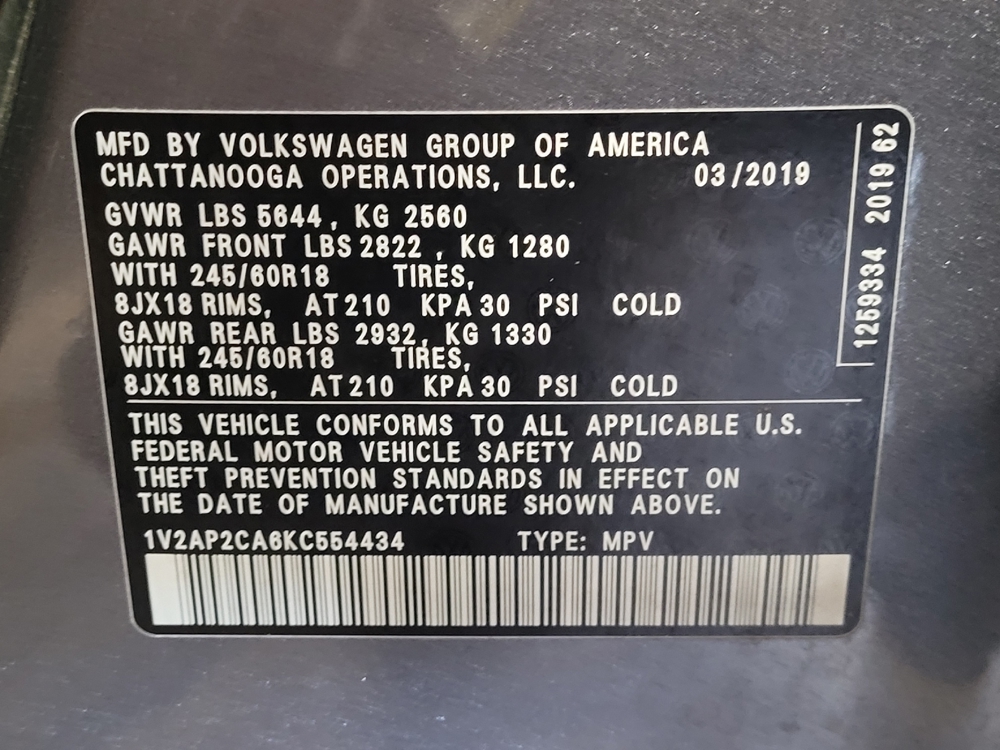 MFD BY VOLKSWAGEN GROUP OF AMERICA
CHATTANOOGA OPERATIONS, LLC. 03/2019
GVWR LBS 5644, KG 2560
GAWR FRONT LBS 2822 , KG 1280
WITH 245/60R18 TIRES,
8JX18 RIMS, AT 210 KPA 30 PSI COLD
GAWR REAR LBS 2932, KG 1330
WITH 245/60R18 TIRES,
8JX18 RIMS, AT 210 KPA 30 PSI COLD
THIS VEHICLE CONFORMS TO ALL APPLICABLE U.S.
FEDERAL MOTOR VEHICLE SAFETY AND
THEFT PREVENTION STANDARDS IN EFFECT ON
THE DATE OF MANUFACTURE SHOWN ABOVE.
1V2AP2CA6KC554434 TYPE: MPV
1259334 2019 62